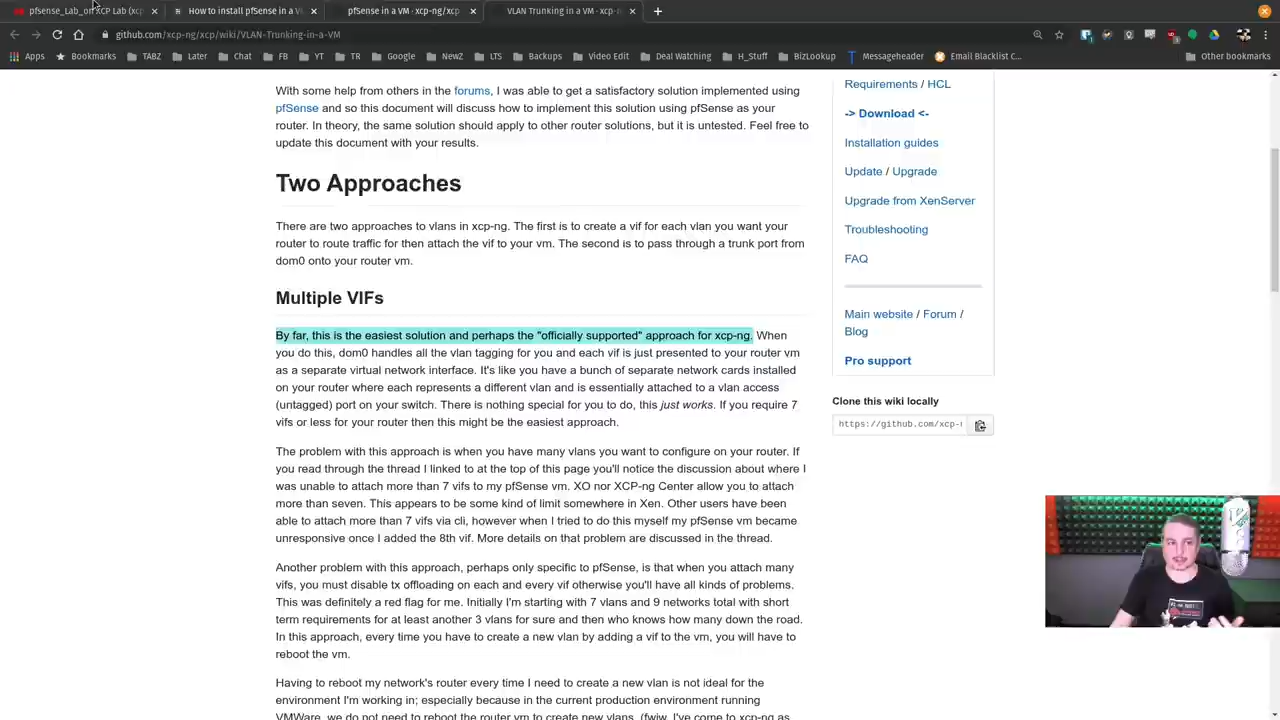 pfsense_Lab_on XCP Lab (xcp
How to install pfSense in a V
pfSense in a VM · xcp-ng/xcp
VLAN Trunking in a VM · xcp-
github.com/xcp-ng/xcp/wiki/VLAN-Trunking-in-a-VM
Apps
Bookmarks
TABZ
Later
Chat
FB
YT
TR
Google
NewZ
LTS
Backups
Video Edit
Deal Watching
H_Stuff
BizLookup
Messageheader
Email Blacklist C...
Other bookmarks
With some help from others in the forums, I was able to get a satisfactory solution implemented using
pfSense and so this document will discuss how to implement this solution using pfSense as your
router. In theory, the same solution should apply to other router solutions, but it is untested. Feel free to
update this document with your results.
Two Approaches
There are two approaches to vlans in xcp-ng. The first is to create a vif for each vlan you want your
router to route traffic for then attach the vif to your vm. The second is to pass through a trunk port from
dom0 onto your router vm.
Multiple VIFs
By far, this is the easiest solution and perhaps the "officially supported" approach for xcp-ng. When
you do this, dom0 handles all the vlan tagging for you and each vif is just presented to your router vm
as a separate virtual network interface. It's like you have a bunch of separate network cards installed
on your router where each represents a different vlan and is essentially attached to a vlan access
(untagged) port on your switch. There is nothing special for you to do, this just works. If you require 7
vifs or less for your router then this might be the easiest approach.
The problem with this approach is when you have many vlans you want to configure on your router. If
you read through the thread I linked to at the top of this page you'll notice the discussion about where I
was unable to attach more than 7 vifs to my pfSense vm. XO nor XCP-ng Center allow you to attach
more than seven. This appears to be some kind of limit somewhere in Xen. Other users have been
able to attach more than 7 vifs via cli, however when I tried to do this myself my pfSense vm became
unresponsive once I added the 8th vif. More details on that problem are discussed in the thread.
Another problem with this approach, perhaps only specific to pfSense, is that when you attach many
vifs, you must disable tx offloading on each and every vif otherwise you'll have all kinds of problems.
This was definitely a red flag for me. Initially I'm starting with 7 vlans and 9 networks total with short
term requirements for at least another 3 vlans for sure and then who knows how many down the road.
In this approach, every time you have to create a new vlan by adding a vif to the vm, you will have to
reboot the vm.
Having to reboot my network's router every time I need to create a new vlan is not ideal for the
environment I'm working in; especially because in the current production environment running
VMWare, we do not need to reboot the router vm to create new vlans. (fwiw, I've come to xcp-ng as
Requirements / HCL
-> Download <-
Installation guides
Update / Upgrade
Upgrade from XenServer
Troubleshooting
FAQ
Main website / Forum /
Blog
Pro support
Clone this wiki locally
https://github.com/xcp-n